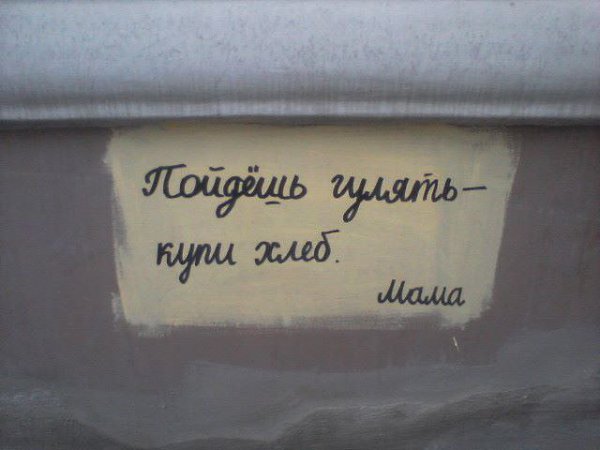 Пойдёшь гулять —
купи хлеб.
Мама